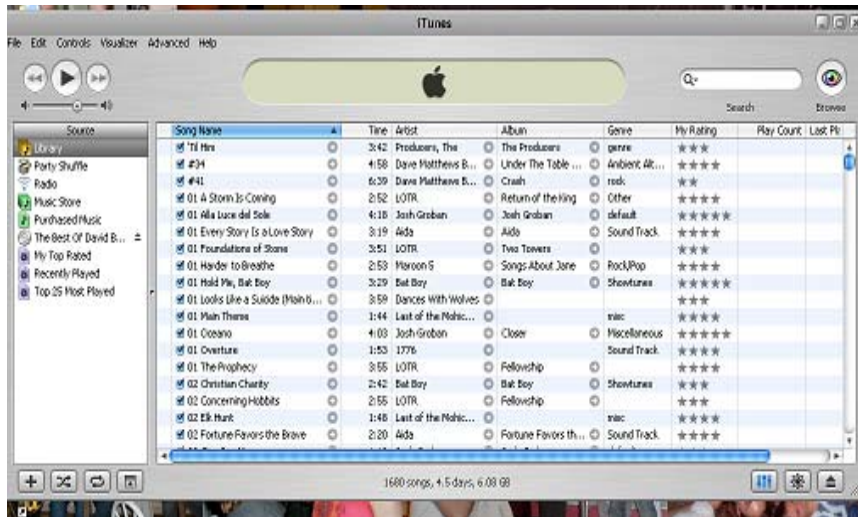 iTunes
File Edit Controls Visualizer Advanced Help
Search
Browse
Source
Library
Party Shuffle
Radio
Music Store
Purchased Music
The Best Of David B...
My Top Rated
Recently Played
Top 25 Most Played
Song Name Time Artist Album Genre My Rating Play Count Last Pla
'Til Him 3:42 Producers, The The Producers genre
#34 4:58 Dave Matthews B... Under The Table ... Ambient Alt...
#41 6:39 Dave Matthews B... Crash rock
01 A Storm Is Coming 2:52 LOTR Return of the King Other
01 Alla Luce del Sole 4:18 Josh Groban Josh Groban default
01 Every Story Is a Love Story 3:19 Aida Aida Sound Track
01 Foundations of Stone 3:51 LOTR Two Towers
01 Harder to Breathe 2:53 Maroon 5 Songs About Jane Rock/Pop
01 Hold Me, Bat Boy 3:29 Bat Boy Bat Boy Showtunes
01 Looks Like a Suicide (Main ti... 3:59 Dances With Wolves
01 Main Theme 1:44 Last of the Mohic... misc
01 Oceano 4:03 Josh Groban Closer Miscellaneous
01 Overture 1:53 1776 Sound Track
01 The Prophecy 3:55 LOTR Fellowship
02 Christian Charity 2:42 Bat Boy Bat Boy Showtunes
02 Concerning Hobbits 2:55 LOTR Fellowship
02 Elk Hunt 1:48 Last of the Mohic... misc
02 Fortune Favors the Brave 2:20 Aida Fortune Favors th... Sound Track
1680 songs, 4.5 days, 6.08 GB